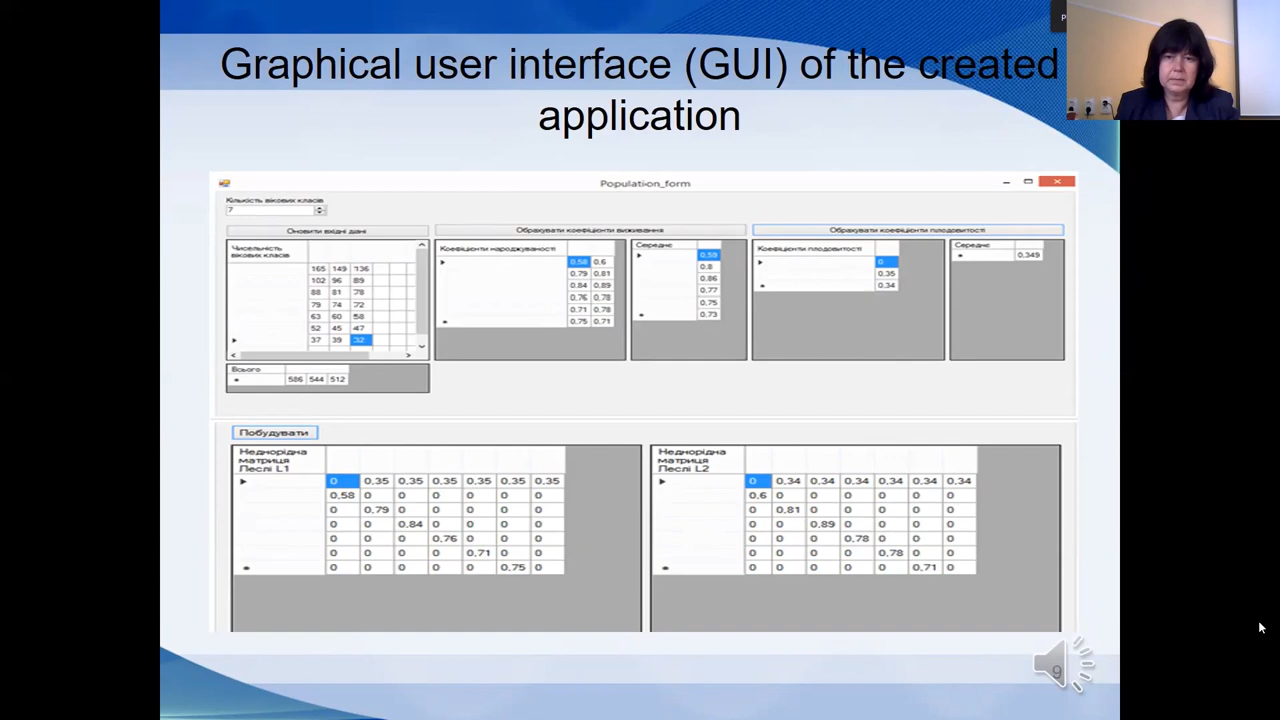 Graphical user interface (GUI) of the created
application
P
Population_form
Кількість вікових класів
7
Оновити вхідні дані
Обрахувати коефіцієнти виживання
Обрахувати коефіцієнти плодовитості
Чисельність
вікових класів
165 149 136
102 96 89
88 81 78
79 74 72
63 60 58
52 45 47
37 39 32
Всього
586 544 512
Коефіцієнти народжуваності
0,58 0,6
0,79 0,81
0,84 0,89
0,76 0,78
0,71 0,78
0,75 0,71
Середнє
0,59
0,8
0,86
0,77
0,75
0,73
Коефіцієнти плодовитості
0
0,35
0,34
Середнє
0,349
Побудувати
Неднорідна
матриця
Леслі L1
0 0,35 0,35 0,35 0,35 0,35 0,35
0,58 0 0 0 0 0 0
0 0,79 0 0 0 0 0
0 0 0,84 0 0 0 0
0 0 0 0,76 0 0 0
0 0 0 0 0,71 0 0
0 0 0 0 0 0,75 0
Неднорідна
матриця
Леслі L2
0 0,34 0,34 0,34 0,34 0,34 0,34
0,6 0 0 0 0 0 0
0 0,81 0 0 0 0 0
0 0 0,89 0 0 0 0
0 0 0 0,78 0 0 0
0 0 0 0 0,78 0 0
0 0 0 0 0 0,71 0
9